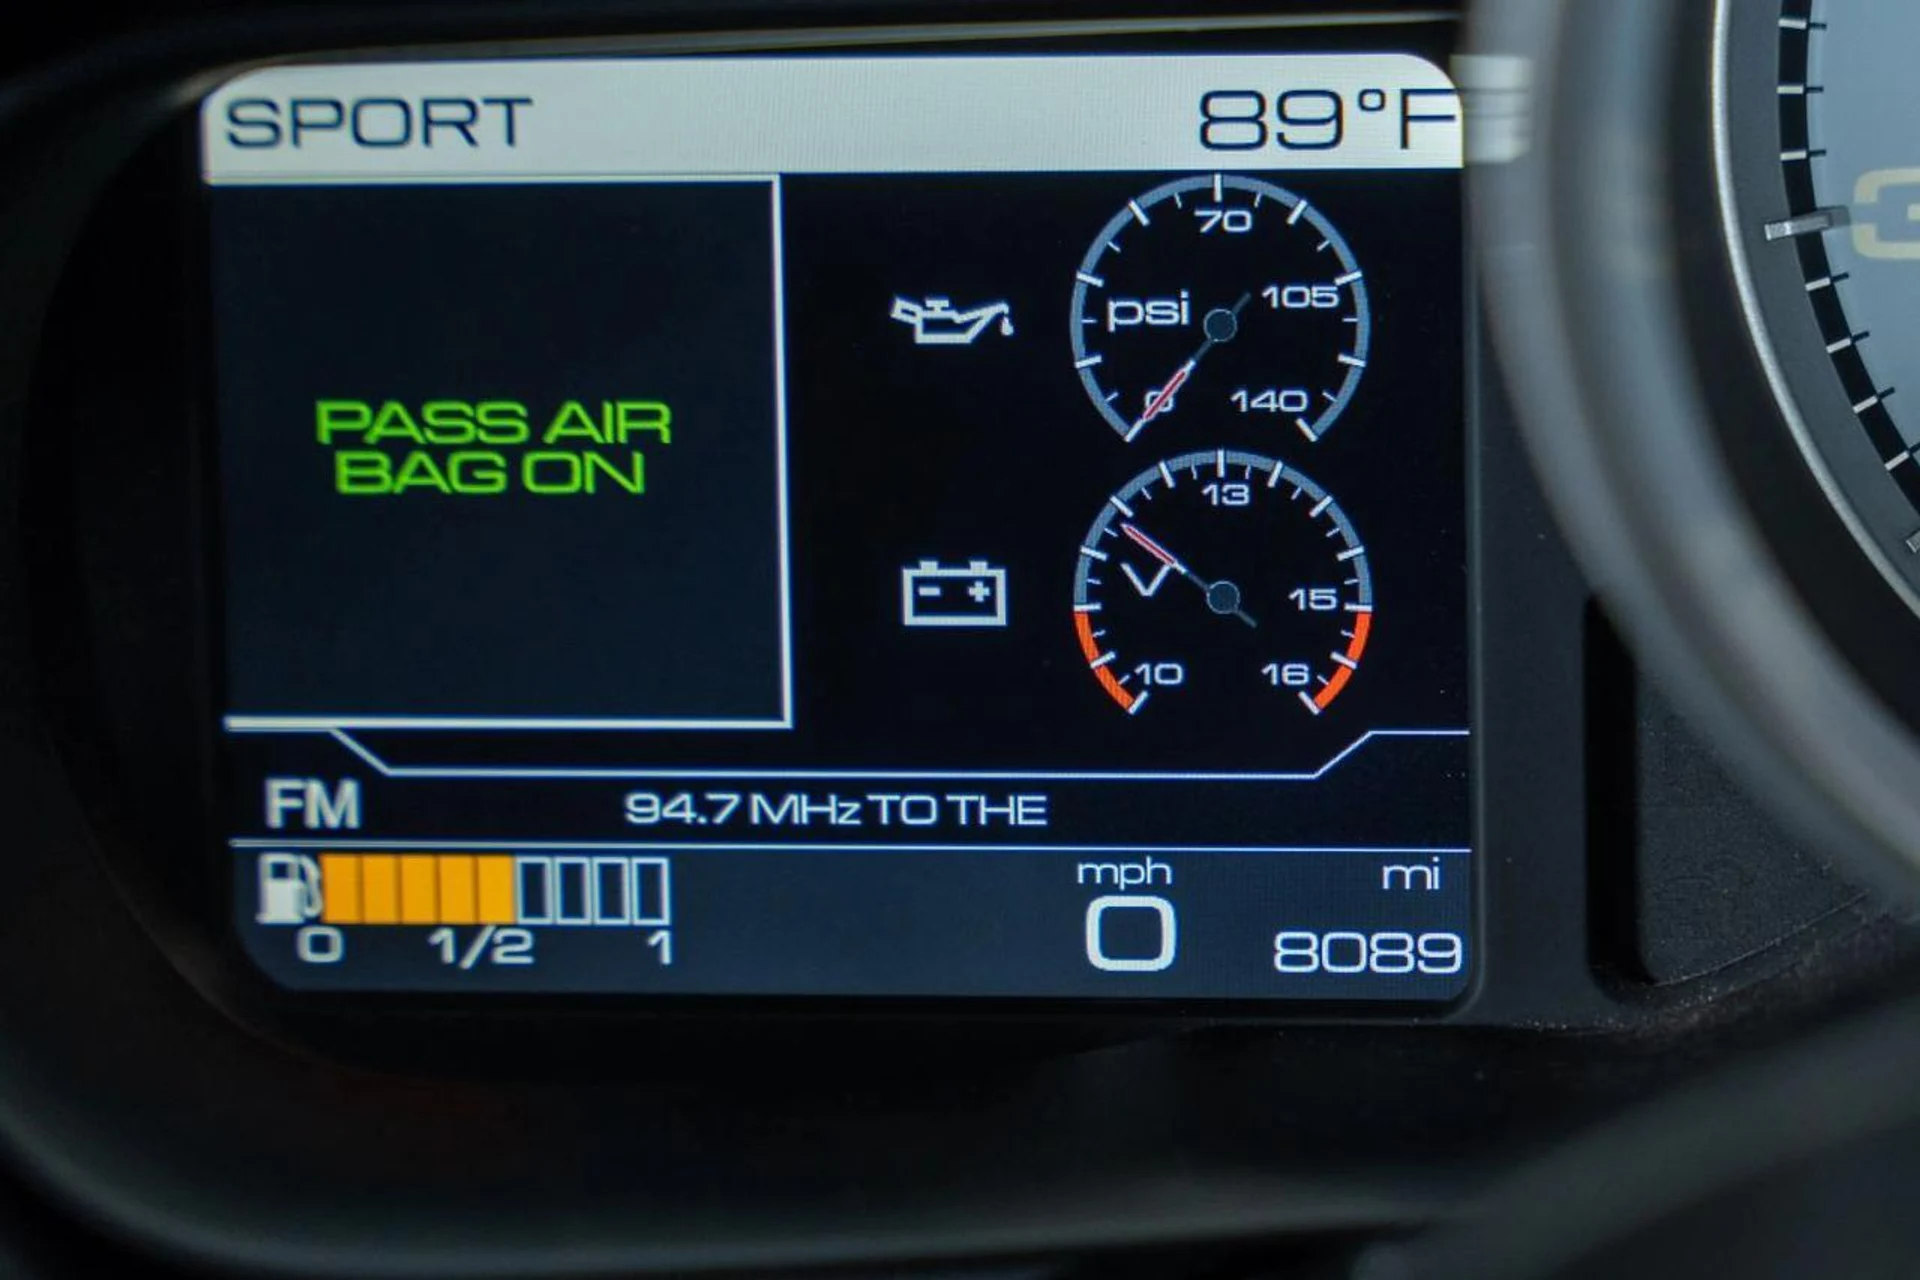 SPORT
89°F
PASS AIR
BAG ON
70
psi
105
0
140
13
V
15
10
16
FM
94.7 MHz TO THE
mph
mi
0
1/2
1
0
8089
3